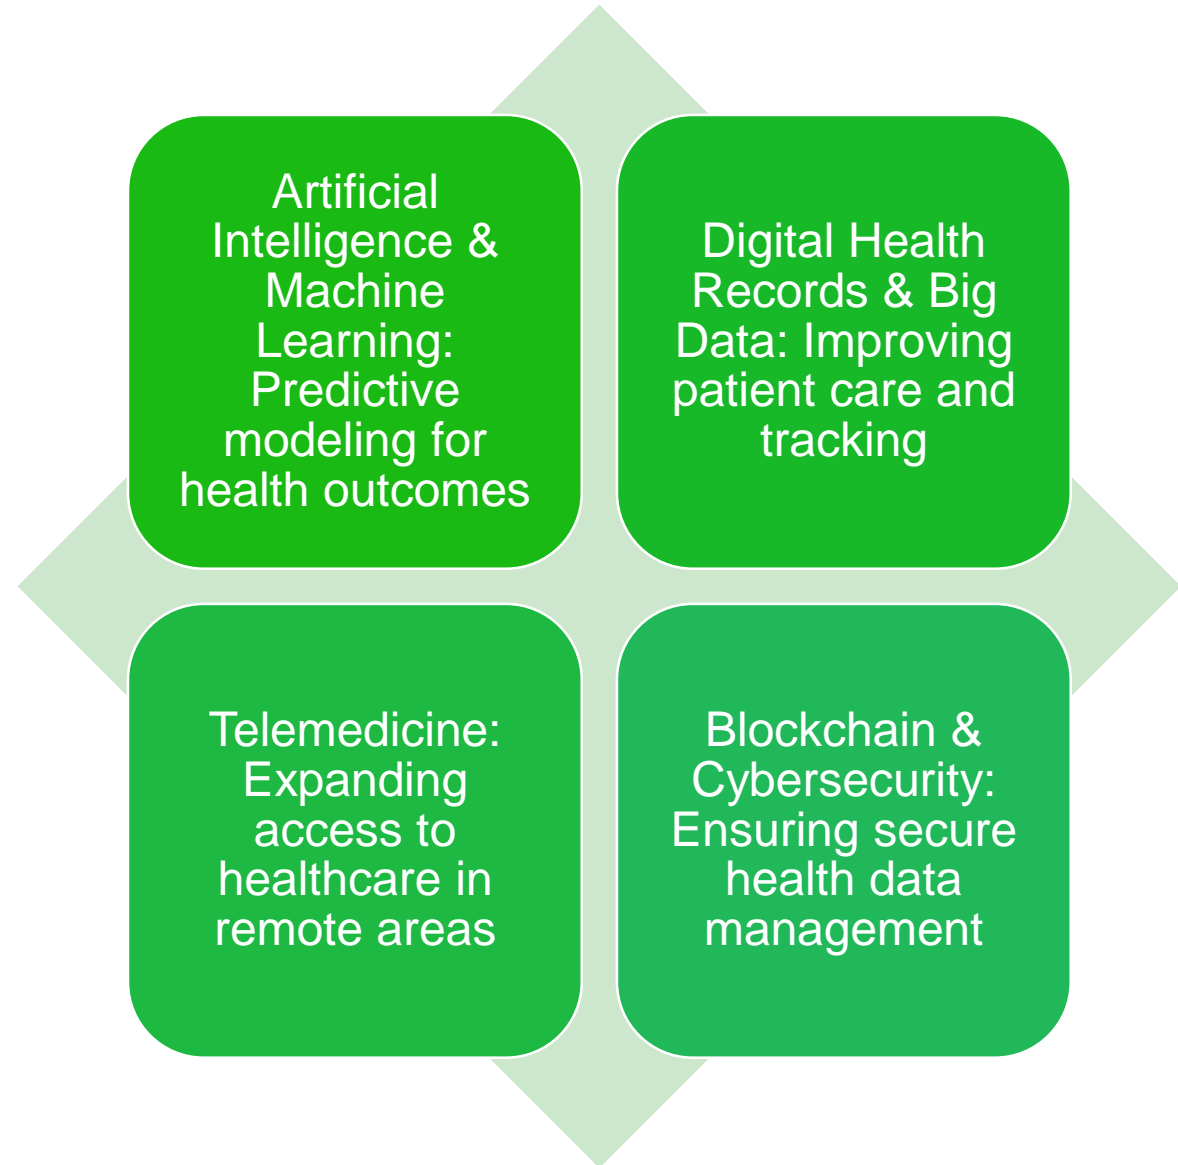 Artificial
Intelligence &
Machine
Learning:
Predictive
modeling for
health outcomes
Digital Health
Records & Big
Data: Improving
patient care and
tracking
Telemedicine:
Expanding
access to
healthcare in
remote areas
Blockchain &
Cybersecurity:
Ensuring secure
health data
management